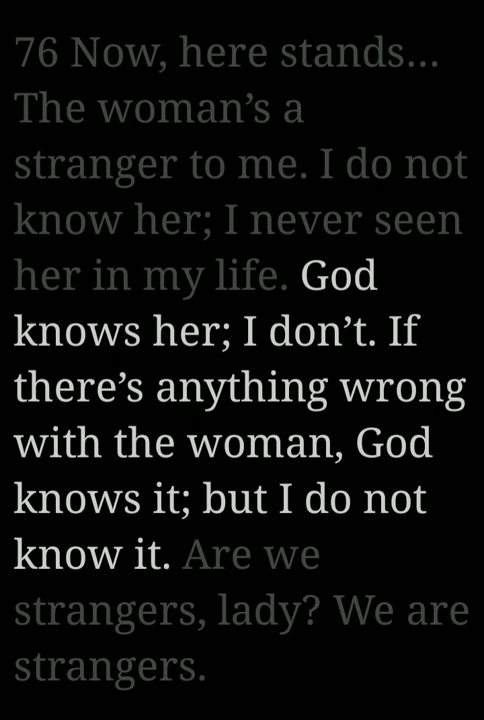 76 Now, here stands...
The woman’s a
stranger to me. I do not
know her; I never seen
her in my life. God
knows her; I don’t. If
there’s anything wrong
with the woman, God
knows it; but I do not
know it. Are we
strangers, lady? We are
strangers.